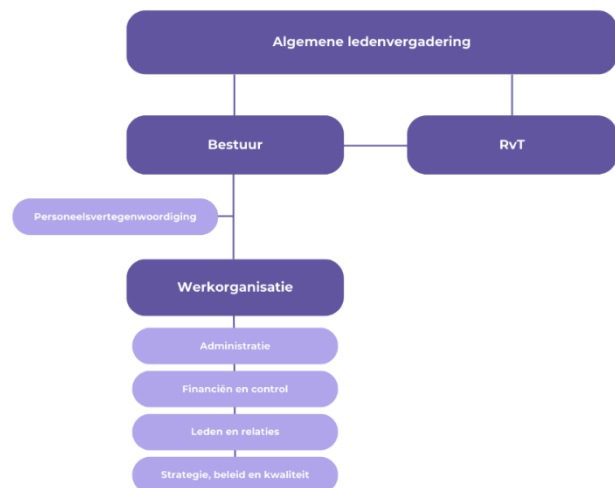 Algemene ledenvergadering
Bestuur
RvT
Personeelsvertegenwoordiging
Werkorganisatie
Administratie
Financiën en control
Leden en relaties
Strategie, beleid en kwaliteit